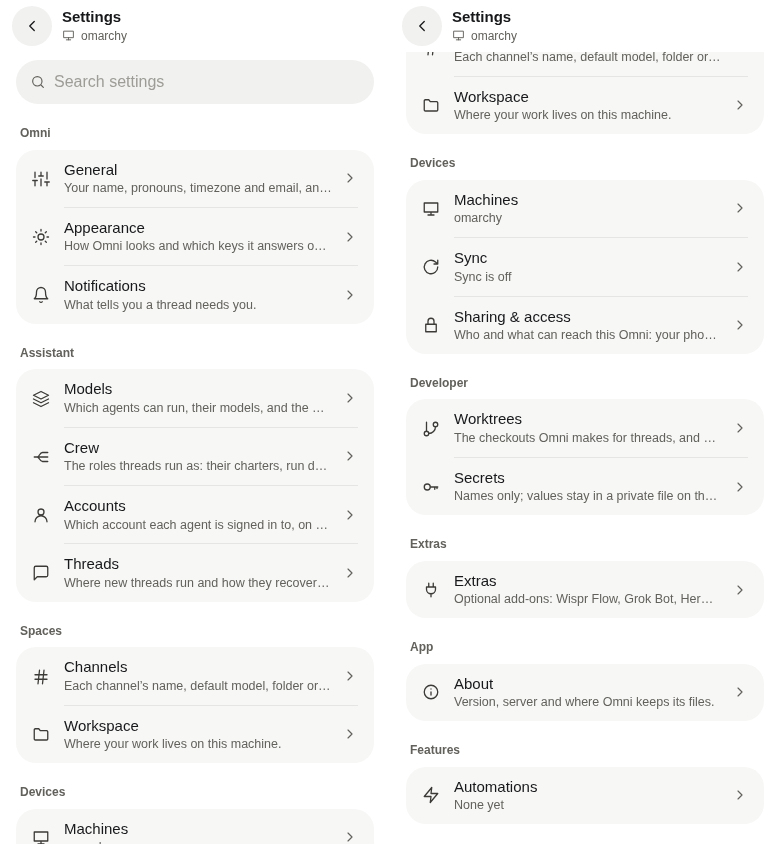 Settings
omarchy
Search settings
Omni
General
Your name, pronouns, timezone and email, an…
Appearance
How Omni looks and which keys it answers o…
Notifications
What tells you a thread needs you.
Assistant
Models
Which agents can run, their models, and the …
Crew
The roles threads run as: their charters, run d…
Accounts
Which account each agent is signed in to, on …
Threads
Where new threads run and how they recover…
Spaces
Channels
Each channel’s name, default model, folder or…
Workspace
Where your work lives on this machine.
Devices
Machines
Settings
omarchy
Each channel’s name, default model, folder or…
Workspace
Where your work lives on this machine.
Devices
Machines
omarchy
Sync
Sync is off
Sharing & access
Who and what can reach this Omni: your pho…
Developer
Worktrees
The checkouts Omni makes for threads, and …
Secrets
Names only; values stay in a private file on th…
Extras
Extras
Optional add-ons: Wispr Flow, Grok Bot, Her…
App
About
Version, server and where Omni keeps its files.
Features
Automations
None yet